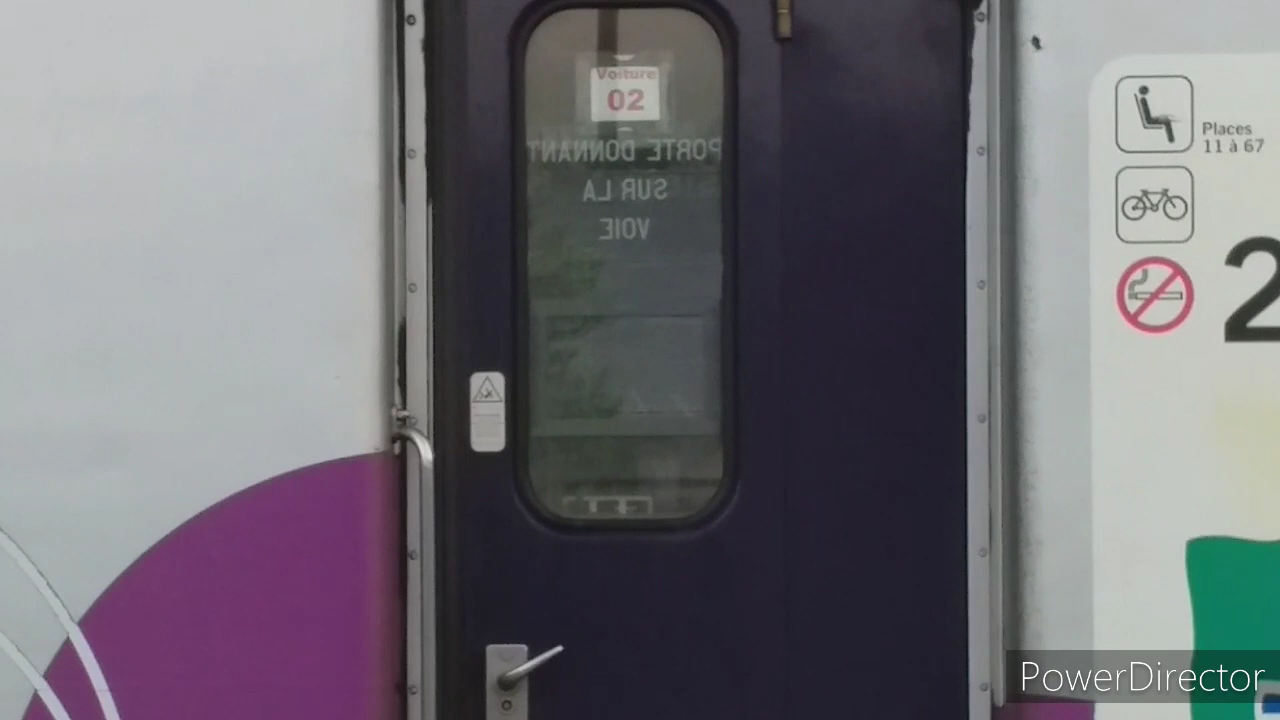 Voiture
02
PORTE DONNANT
SUR LA
VOIE
Places
11 à 67
2
PowerDirector